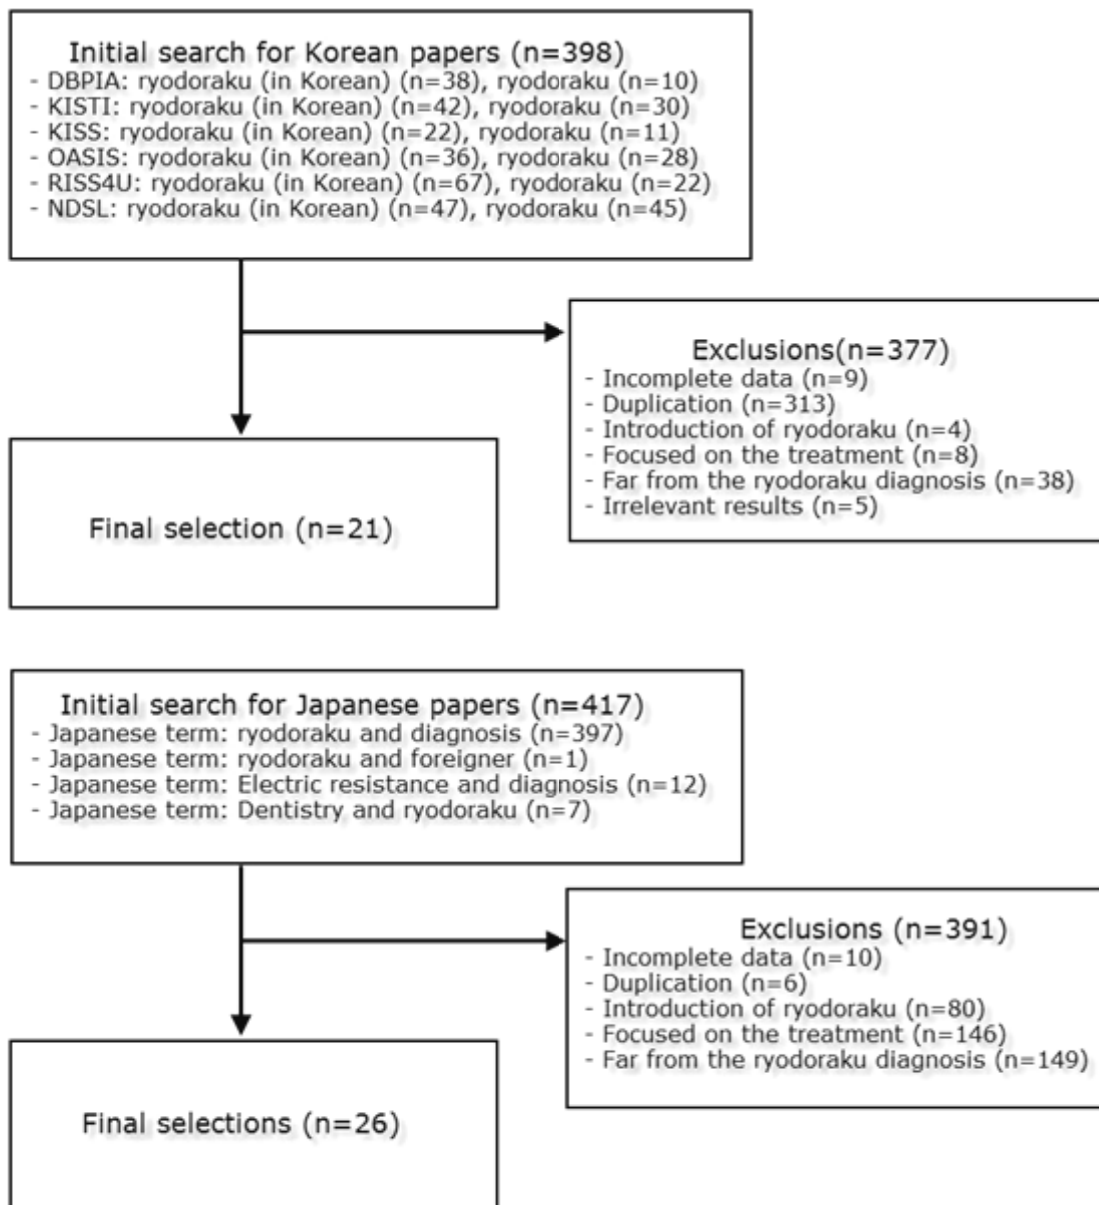 Initial search for Korean papers (n=398)
- DBPIA: ryodoraku (in Korean) (n=38), ryodoraku (n=10)
- KISTI: ryodoraku (in Korean) (n=42), ryodoraku (n=30)
- KISS: ryodoraku (in Korean) (n=22), ryodoraku (n=11)
- OASIS: ryodoraku (in Korean) (n=36), ryodoraku (n=28)
- RISS4U: ryodoraku (in Korean) (n=67), ryodoraku (n=22)
- NDSL: ryodoraku (in Korean) (n=47), ryodoraku (n=45)
Exclusions(n=377)
- Incomplete data (n=9)
- Duplication (n=313)
- Introduction of ryodoraku (n=4)
- Focused on the treatment (n=8)
- Far from the ryodoraku diagnosis (n=38)
- Irrelevant results (n=5)
Final selection (n=21)
Initial search for Japanese papers (n=417)
- Japanese term: ryodoraku and diagnosis (n=397)
- Japanese term: ryodoraku and foreigner (n=1)
- Japanese term: Electric resistance and diagnosis (n=12)
- Japanese term: Dentistry and ryodoraku (n=7)
Exclusions (n=391)
- Incomplete data (n=10)
- Duplication (n=6)
- Introduction of ryodoraku (n=80)
- Focused on the treatment (n=146)
- Far from the ryodoraku diagnosis (n=149)
Final selections (n=26)